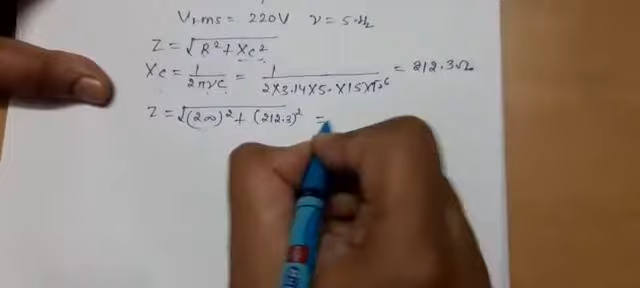 Vrms = 220V ν = 50Hz
Z = √R² + Xc²
Xc = 1/2πνC = 1/2×3.14×50×15×10⁻⁶ = 212.3Ω
Z = √(200)² + (212.3)² =